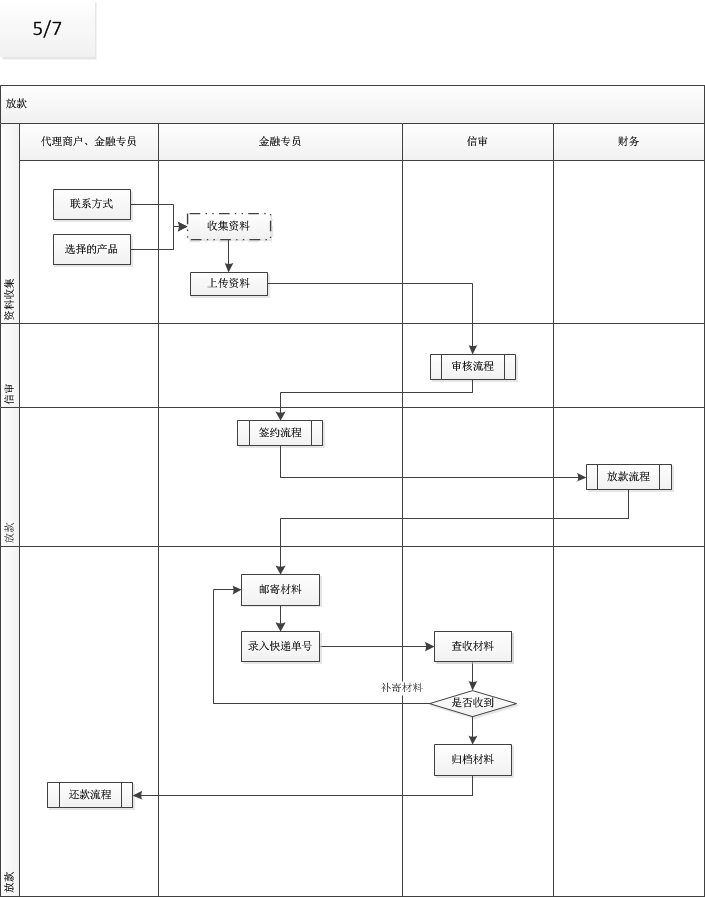 5/7
放款
代理商户、金融专员
金融专员
信审
财务
资料收集
联系方式
选择的产品
收集资料
上传资料
信审
审核流程
放款
签约流程
放款流程
放款
邮寄材料
录入快递单号
查收材料
补寄材料
是否收到
归档材料
还款流程